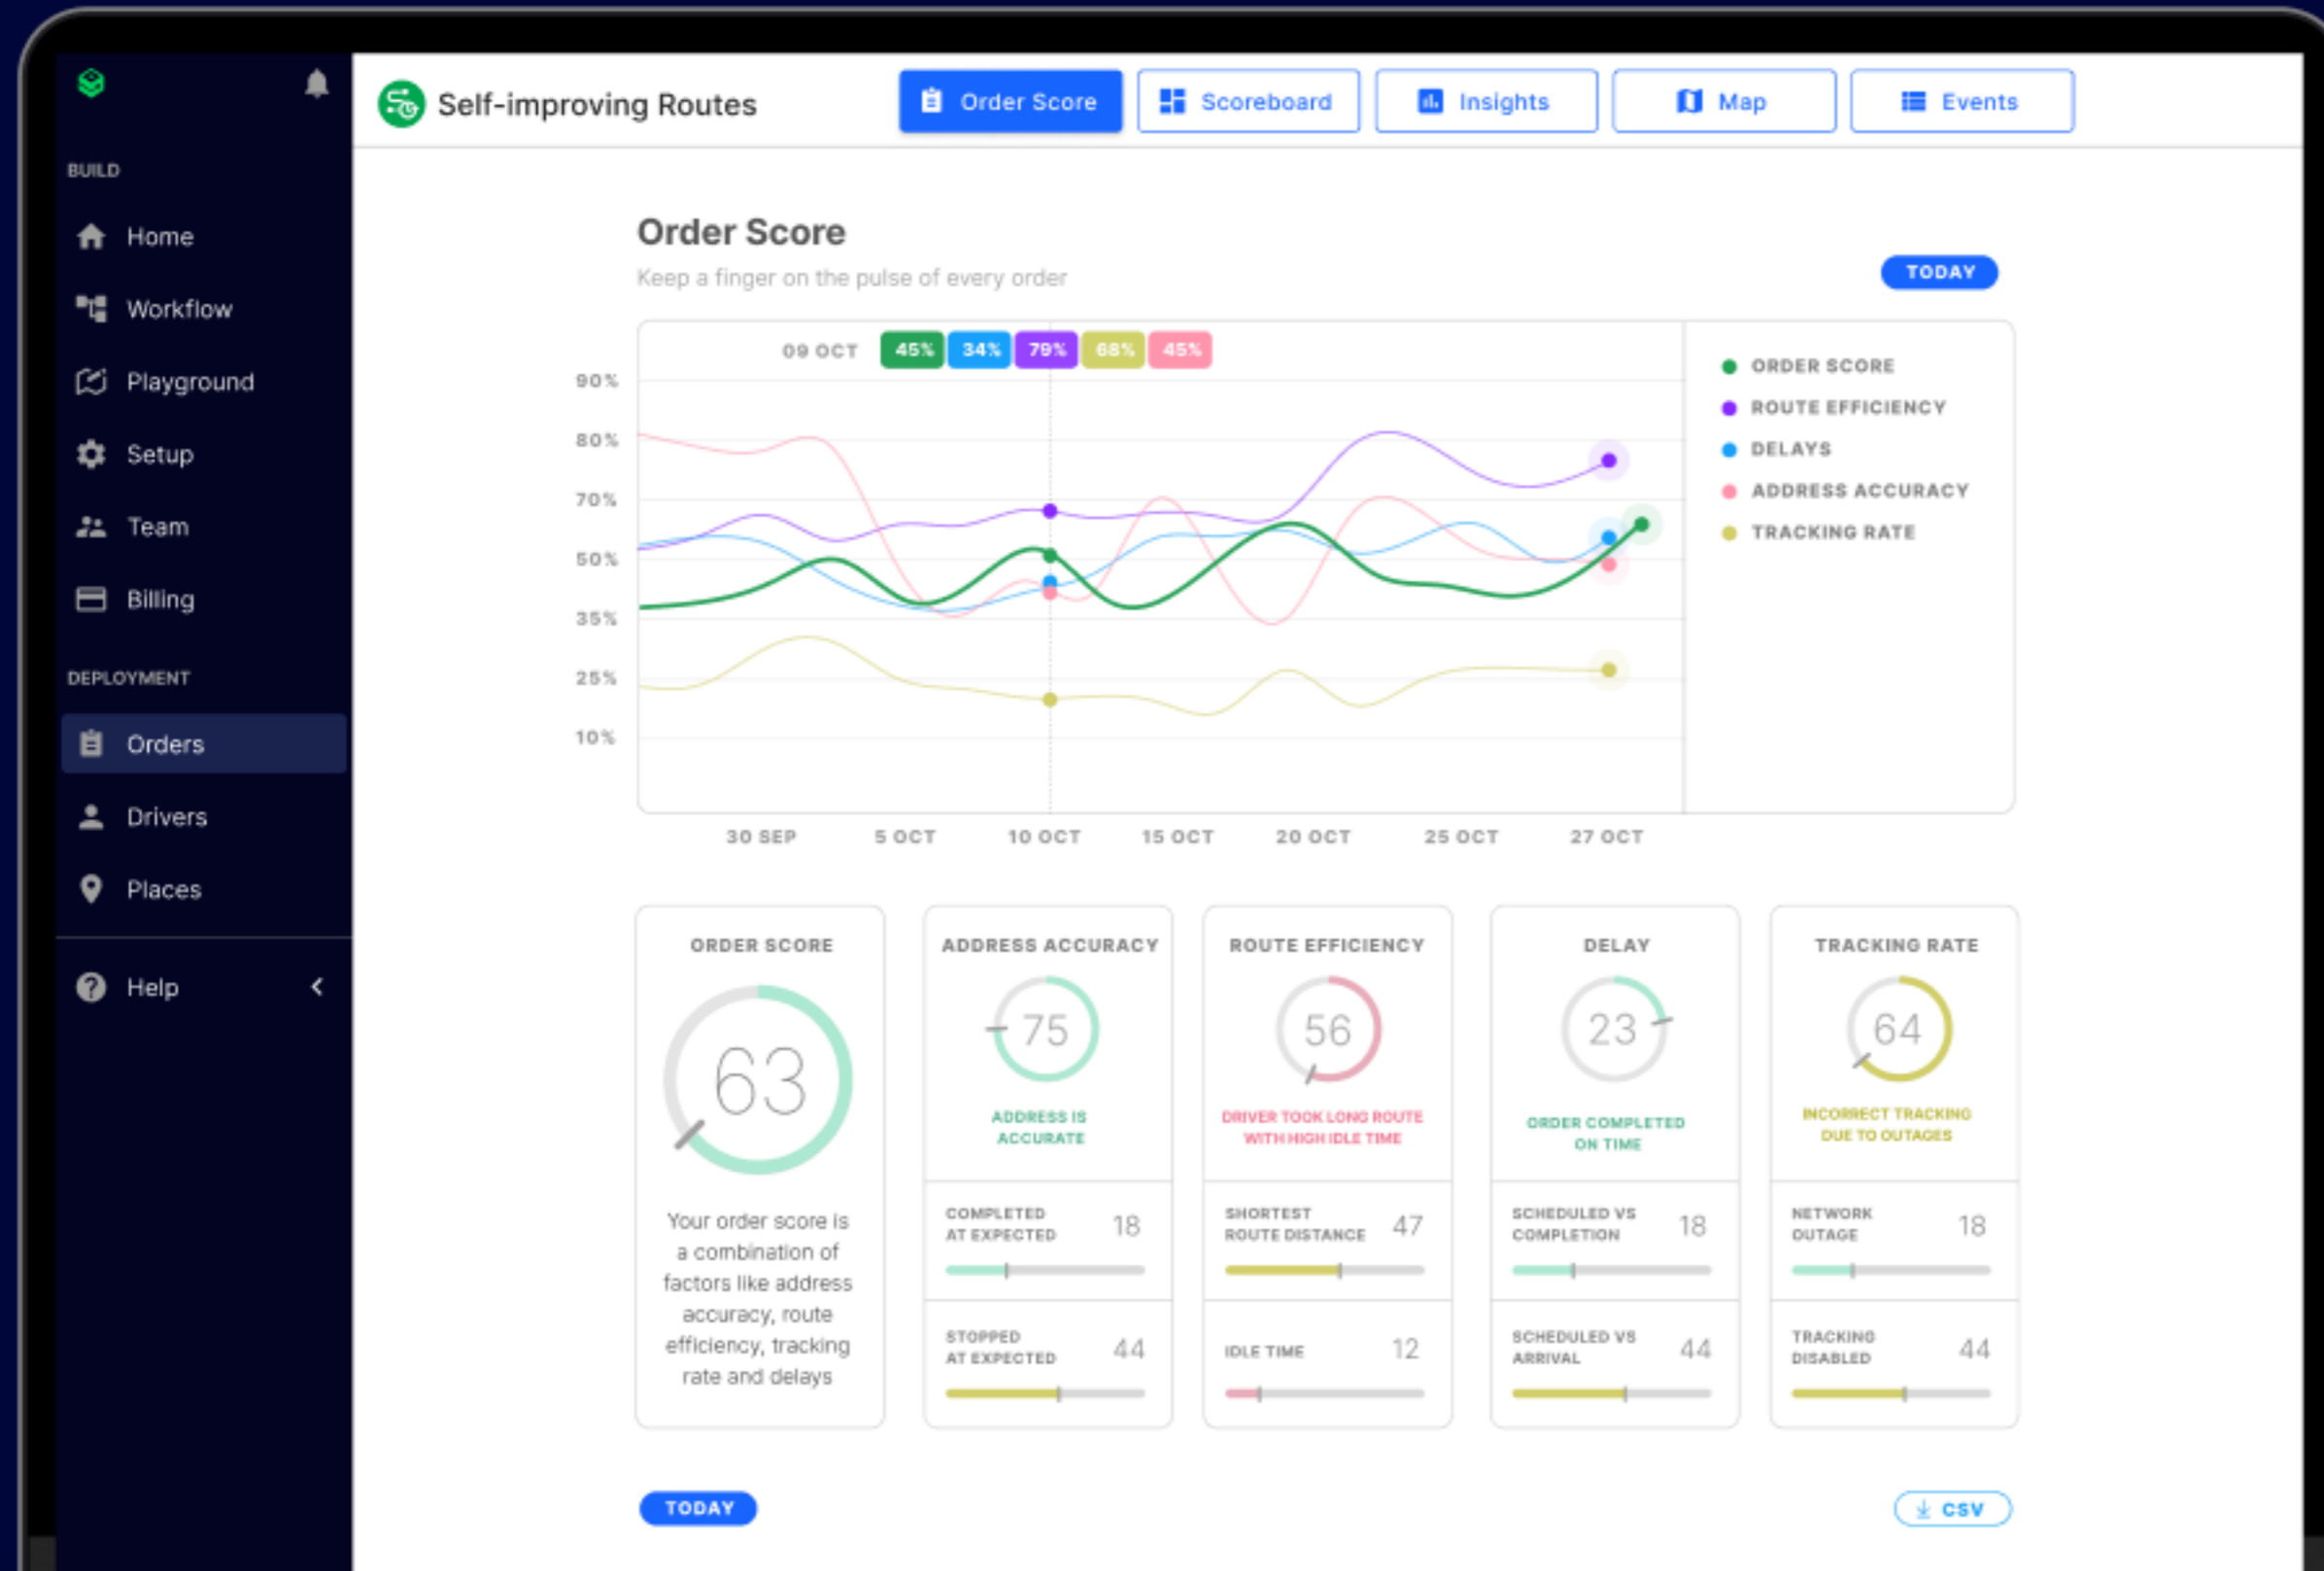 Self-improving Routes
Order Score
Scoreboard
Insights
Map
Events
BUILD
Home
Workflow
Playground
Setup
Team
Billing
DEPLOYMENT
Orders
Drivers
Places
Help
Order Score
Keep a finger on the pulse of every order
TODAY
09 OCT 45% 34% 79% 68% 45%
90%
80%
70%
50%
35%
25%
10%
30 SEP 5 OCT 10 OCT 15 OCT 20 OCT 25 OCT 27 OCT
ORDER SCORE
ROUTE EFFICIENCY
DELAYS
ADDRESS ACCURACY
TRACKING RATE
ORDER SCORE
63
Your order score is
a combination of
factors like address
accuracy, route
efficiency, tracking
rate and delays
ADDRESS ACCURACY
75
ADDRESS IS
ACCURATE
COMPLETED
AT EXPECTED
18
STOPPED
AT EXPECTED
44
ROUTE EFFICIENCY
56
DRIVER TOOK LONG ROUTE
WITH HIGH IDLE TIME
SHORTEST
ROUTE DISTANCE
47
IDLE TIME
12
DELAY
23
ORDER COMPLETED
ON TIME
SCHEDULED VS
COMPLETION
18
SCHEDULED VS
ARRIVAL
44
TRACKING RATE
64
INCORRECT TRACKING
DUE TO OUTAGES
NETWORK
OUTAGE
18
TRACKING
DISABLED
44
TODAY
CSV